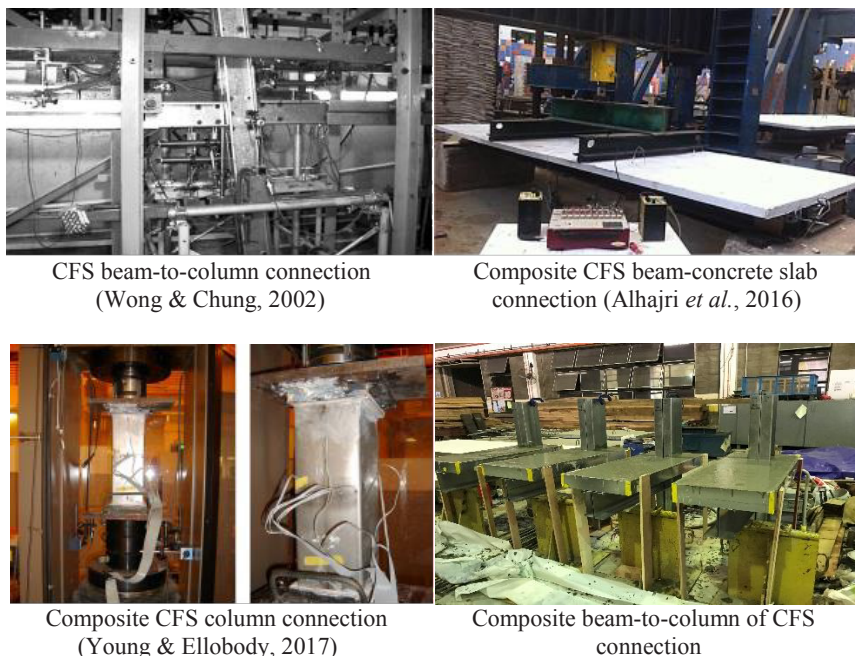 CFS beam-to-column connection
(Wong & Chung, 2002)
Composite CFS beam-concrete slab
connection (Alhajri et al., 2016)
Composite CFS column connection
(Young & Ellobody, 2017)
Composite beam-to-column of CFS
connection